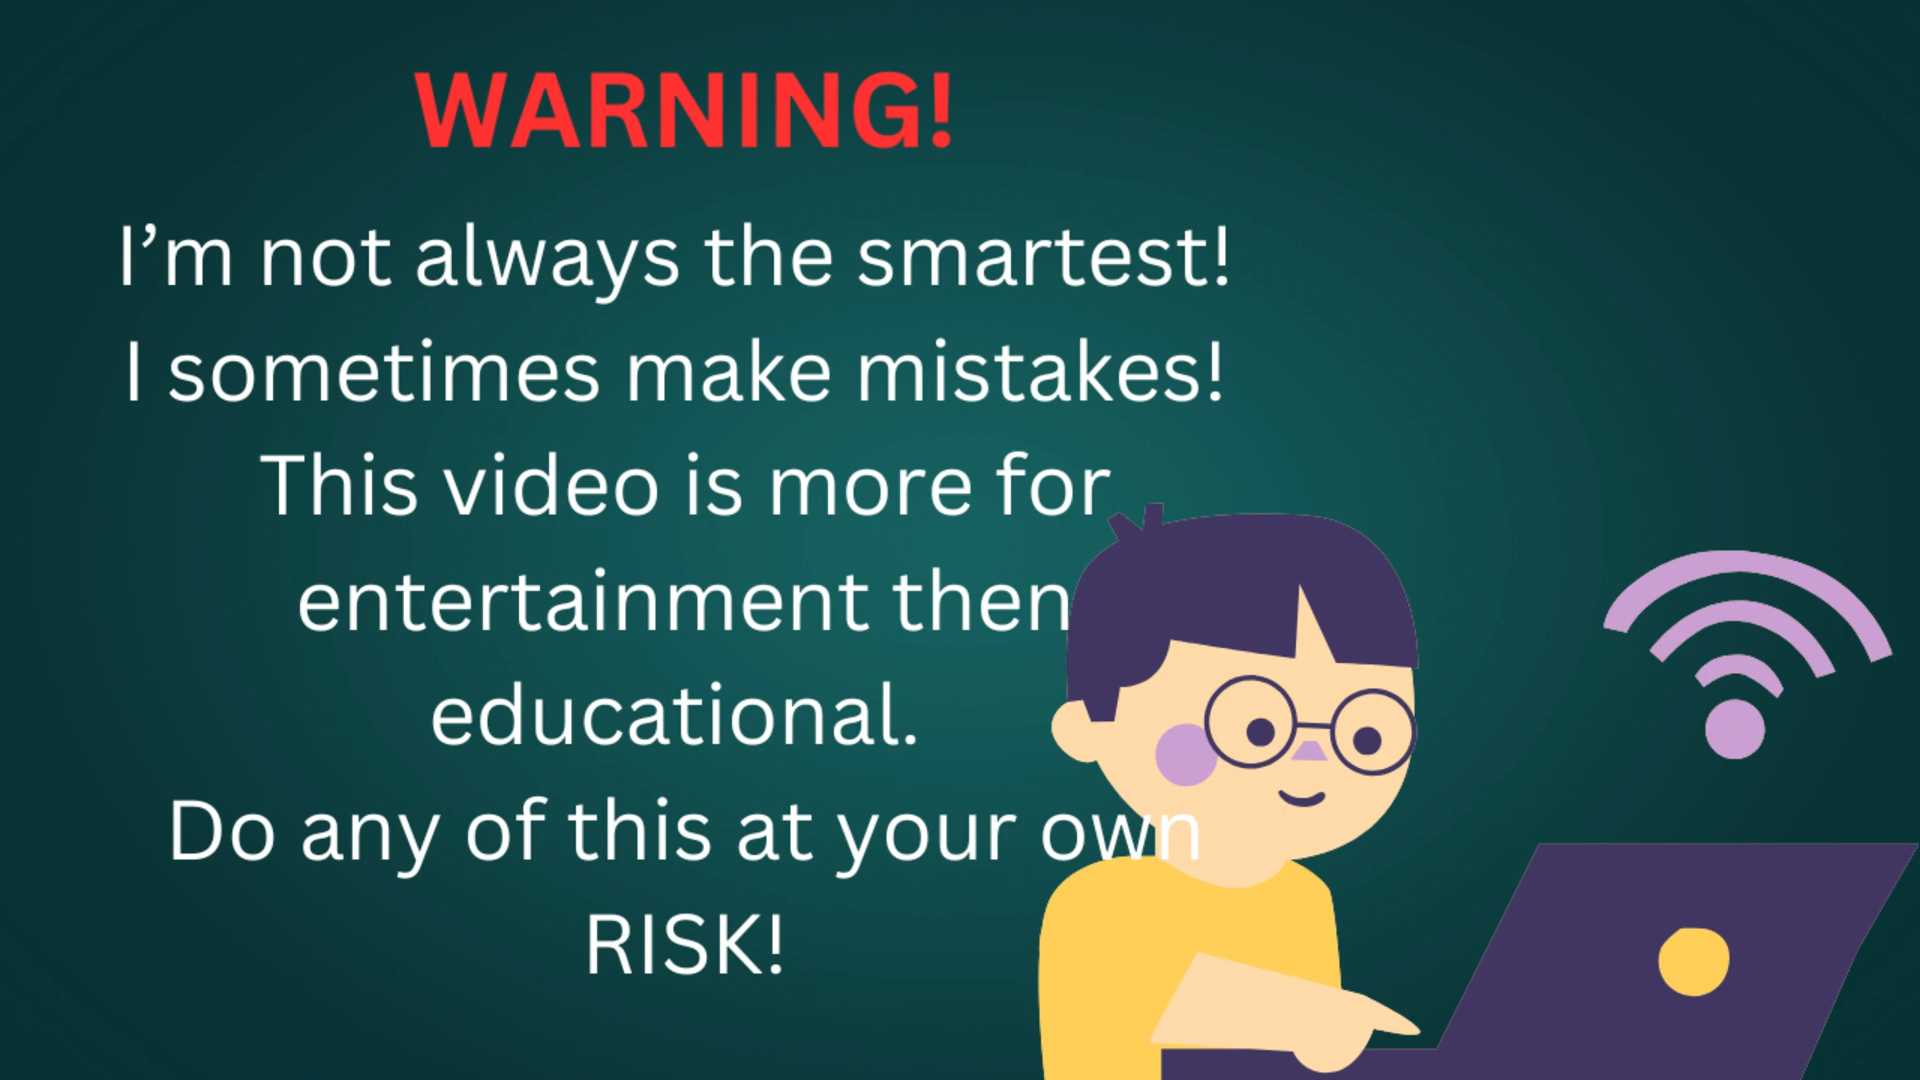 WARNING!
I’m not always the smartest!
I sometimes make mistakes!
This video is more for
entertainment then
educational.
Do any of this at your own
RISK!